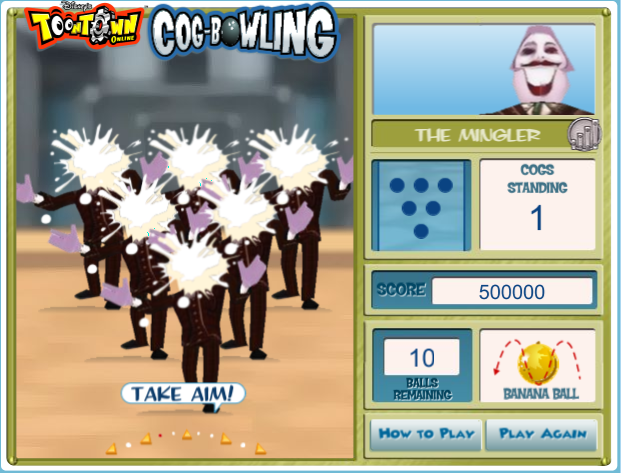 Disney's
TOONTOWN
ONLINE
COG-BOWLING
THE MINGLER
COGS
STANDING
1
SCORE
500000
10
BALLS
REMAINING
BANANA BALL
TAKE AIM!
HOW TO PLAY
PLAY AGAIN